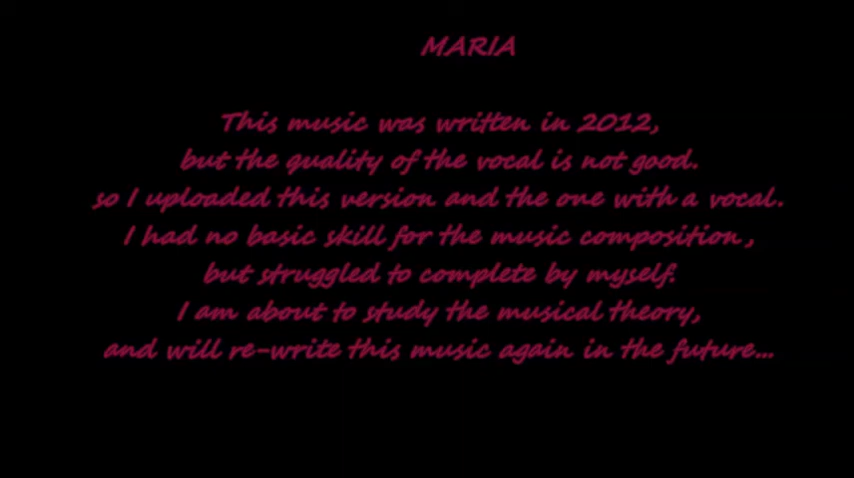 MARIA
This music was written in 2012,
but the quality of the vocal is not good.
so I uploaded this version and the one with a vocal.
I had no basic skill for the music composition,
but struggled to complete by myself.
I am about to study the musical theory,
and will re-write this music again in the future...